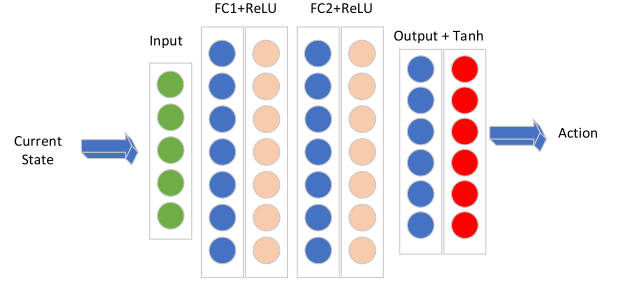 FC1+ReLU
FC2+ReLU
Input
Output + Tanh
Current
State
Action